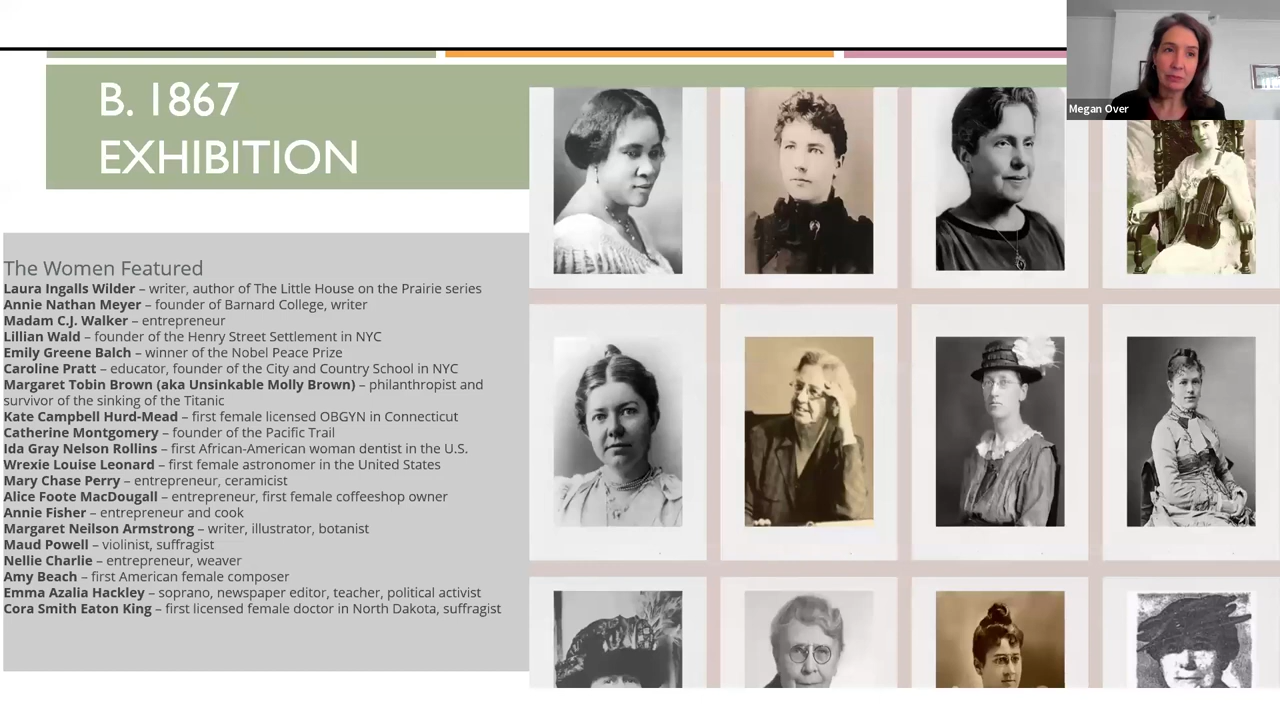 B. 1867
EXHIBITION
Megan Over
The Women Featured
Laura Ingalls Wilder – writer, author of The Little House on the Prairie series
Annie Nathan Meyer – founder of Barnard College, writer
Madam C.J. Walker – entrepreneur
Lillian Wald – founder of the Henry Street Settlement in NYC
Emily Greene Balch – winner of the Nobel Peace Prize
Caroline Pratt – educator, founder of the City and Country School in NYC
Margaret Tobin Brown (aka Unsinkable Molly Brown) – philanthropist and
survivor of the sinking of the Titanic
Kate Campbell Hurd-Mead – first female licensed OBGYN in Connecticut
Catherine Montgomery – founder of the Pacific Trail
Ida Gray Nelson Rollins – first African-American woman dentist in the U.S.
Wrexie Louise Leonard – first female astronomer in the United States
Mary Chase Perry – entrepreneur, ceramicist
Alice Foote MacDougall – entrepreneur, first female coffeeshop owner
Annie Fisher – entrepreneur and cook
Margaret Neilson Armstrong – writer, illustrator, botanist
Maud Powell – violinist, suffragist
Nellie Charlie – entrepreneur, weaver
Amy Beach – first American female composer
Emma Azalia Hackley – soprano, newspaper editor, teacher, political activist
Cora Smith Eaton King – first licensed female doctor in North Dakota, suffragist